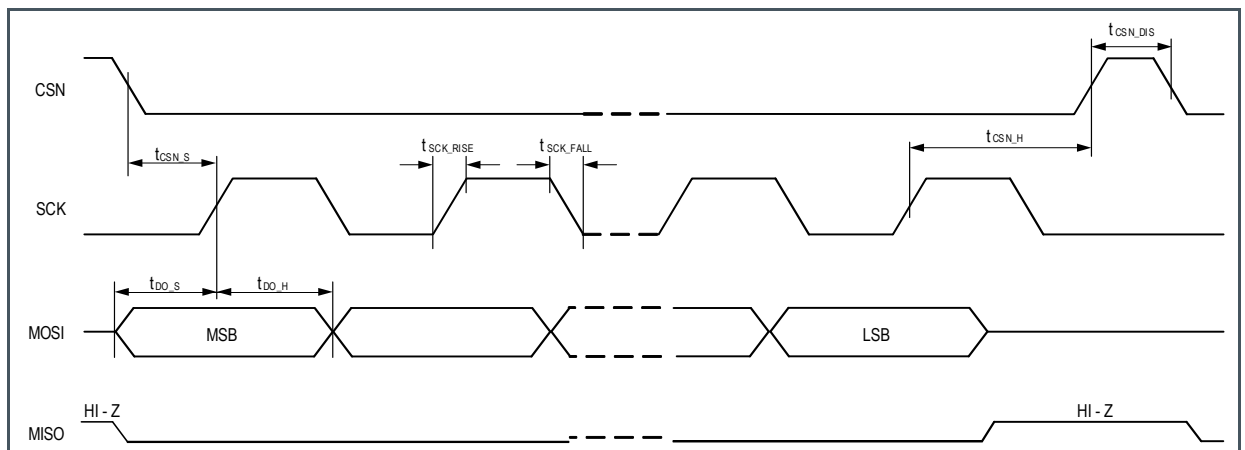 tCSN_DIS
CSN
tCSN_H
tSCK_RISE
tSCK_FALL
tCSN_S
SCK
tDO_S
tDO_H
MOSI
MSB
LSB
HI - Z
HI - Z
MISO